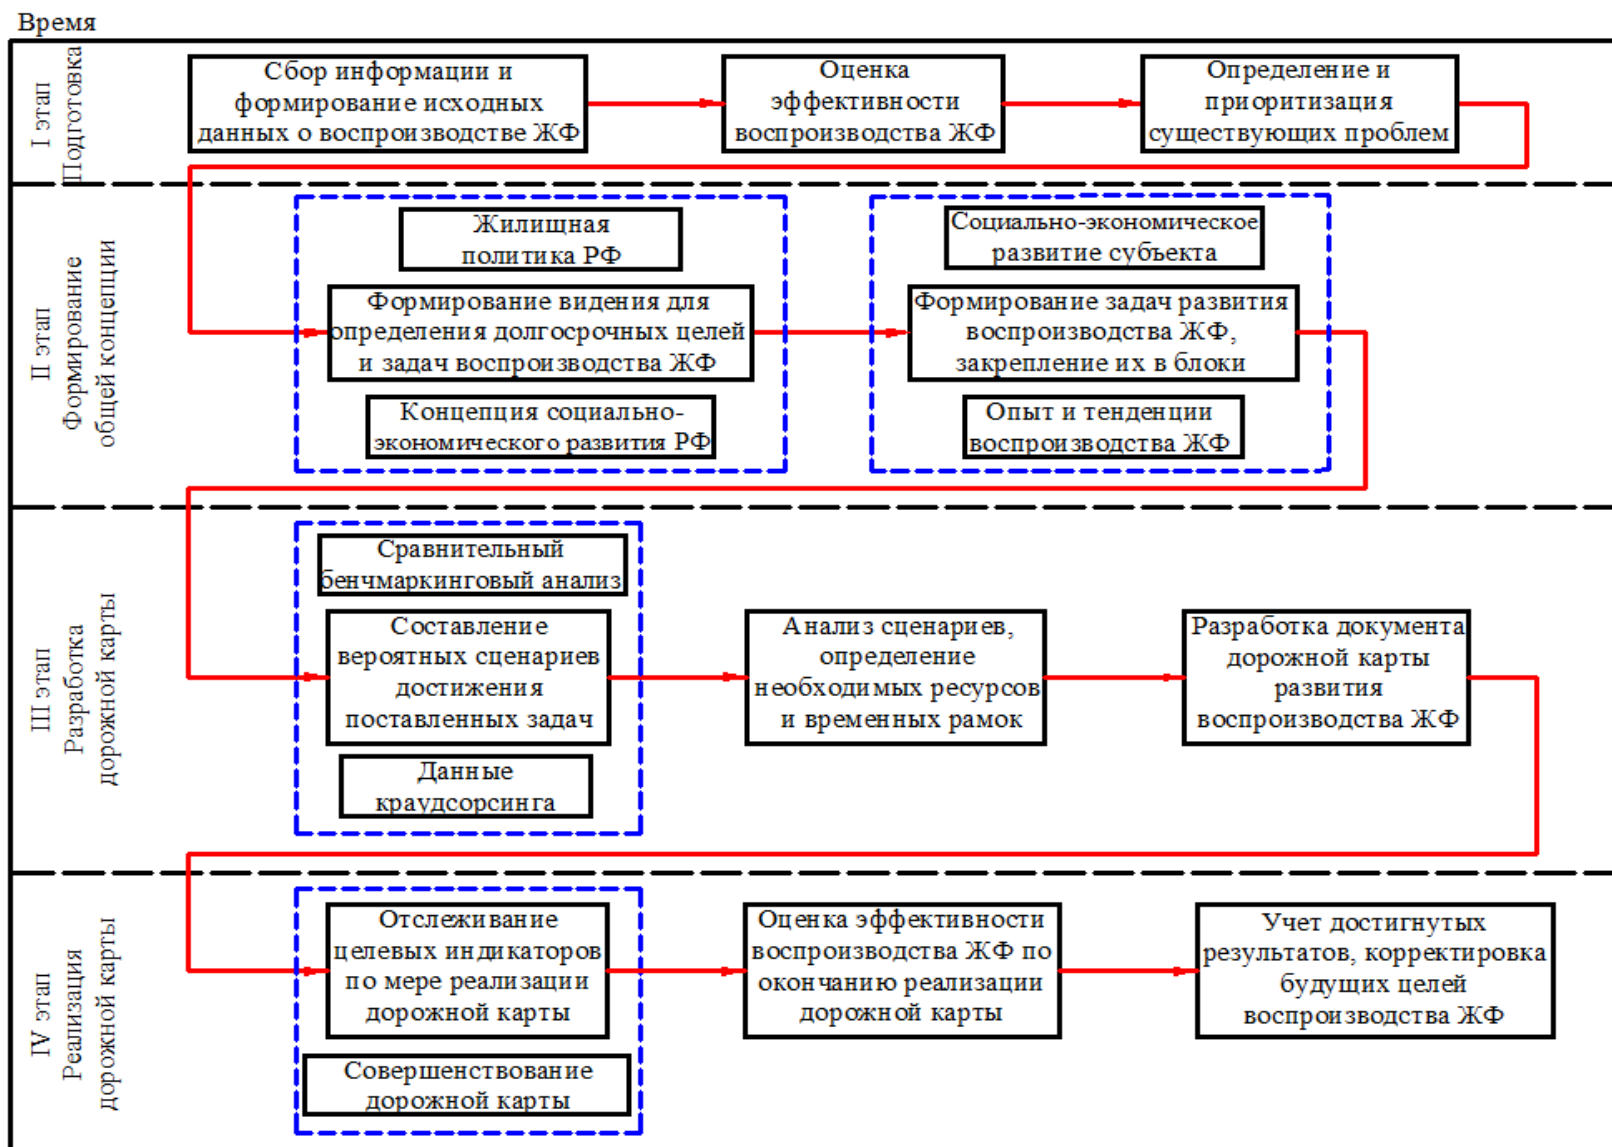 Время
I этап
Подготовка
Сбор информации и
формирование исходных
данных о воспроизводстве ЖФ
Оценка
эффективности
воспроизводства ЖФ
Определение и
приоритизация
существующих проблем
II этап
Формирование
общей концепции
Жилищная
политика РФ
Формирование видения для
определения долгосрочных целей
и задач воспроизводства ЖФ
Концепция социально-
экономического развития РФ
Социально-экономическое
развитие субъекта
Формирование задач развития
воспроизводства ЖФ,
закрепление их в блоки
Опыт и тенденции
воспроизводства ЖФ
III этап
Разработка
дорожной карты
Сравнительный
бенчмаркинговый анализ
Составление
вероятных сценариев
достижения
поставленных задач
Данные
краудсорсинга
Анализ сценариев,
определение
необходимых ресурсов
и временных рамок
Разработка документа
дорожной карты
развития
воспроизводства ЖФ
IV этап
Реализация
дорожной карты
Отслеживание
целевых индикаторов
по мере реализации
дорожной карты
Совершенствование
дорожной карты
Оценка эффективности
воспроизводства ЖФ по
окончанию реализации
дорожной карты
Учет достигнутых
результатов, корректировка
будущих целей
воспроизводства ЖФ